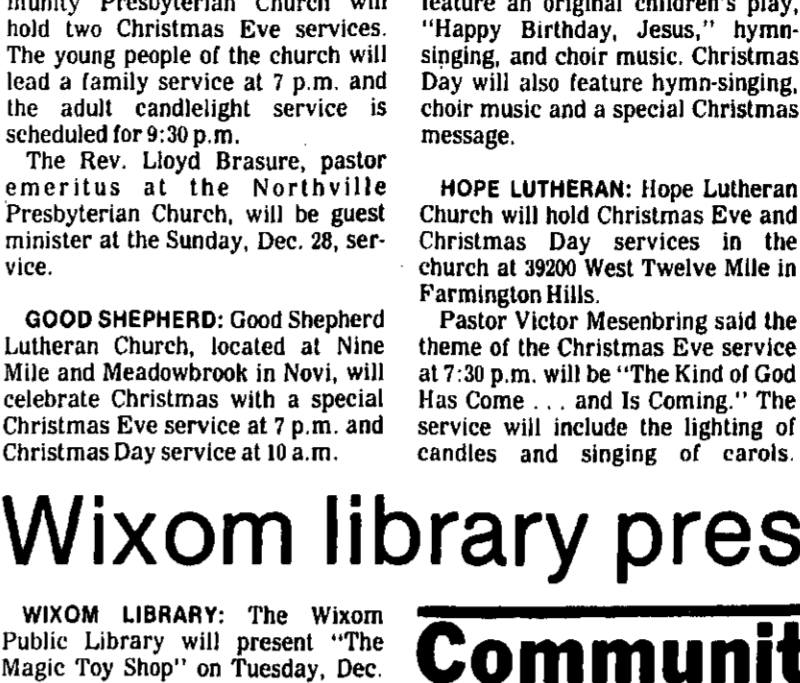 munity Presbyterian Church will
hold two Christmas Eve services.
The young people of the church will
lead a family service at 7 p.m. and
the adult candlelight service is
scheduled for 9:30 p.m.
The Rev. Lloyd Brasure, pastor
emeritus at the Northville
Presbyterian Church, will be guest
minister at the Sunday, Dec. 28, ser-
vice.
GOOD SHEPHERD: Good Shepherd
Lutheran Church, located at Nine
Mile and Meadowbrook in Novi, will
celebrate Christmas with a special
Christmas Eve service at 7 p.m. and
Christmas Day service at 10 a.m.
feature an original children's play,
"Happy Birthday, Jesus," hymn-
singing, and choir music. Christmas
Day will also feature hymn-singing,
choir music and a special Christmas
message.
HOPE LUTHERAN: Hope Lutheran
Church will hold Christmas Eve and
Christmas Day services in the
church at 39200 West Twelve Mile in
Farmington Hills.
Pastor Victor Mesenbring said the
theme of the Christmas Eve service
at 7:30 p.m. will be "The Kind of God
Has Come . . . and Is Coming." The
service will include the lighting of
candles and singing of carols.
Wixom library pres
WIXOM LIBRARY: The Wixom
Public Library will present "The
Magic Toy Shop" on Tuesday, Dec.
Communit